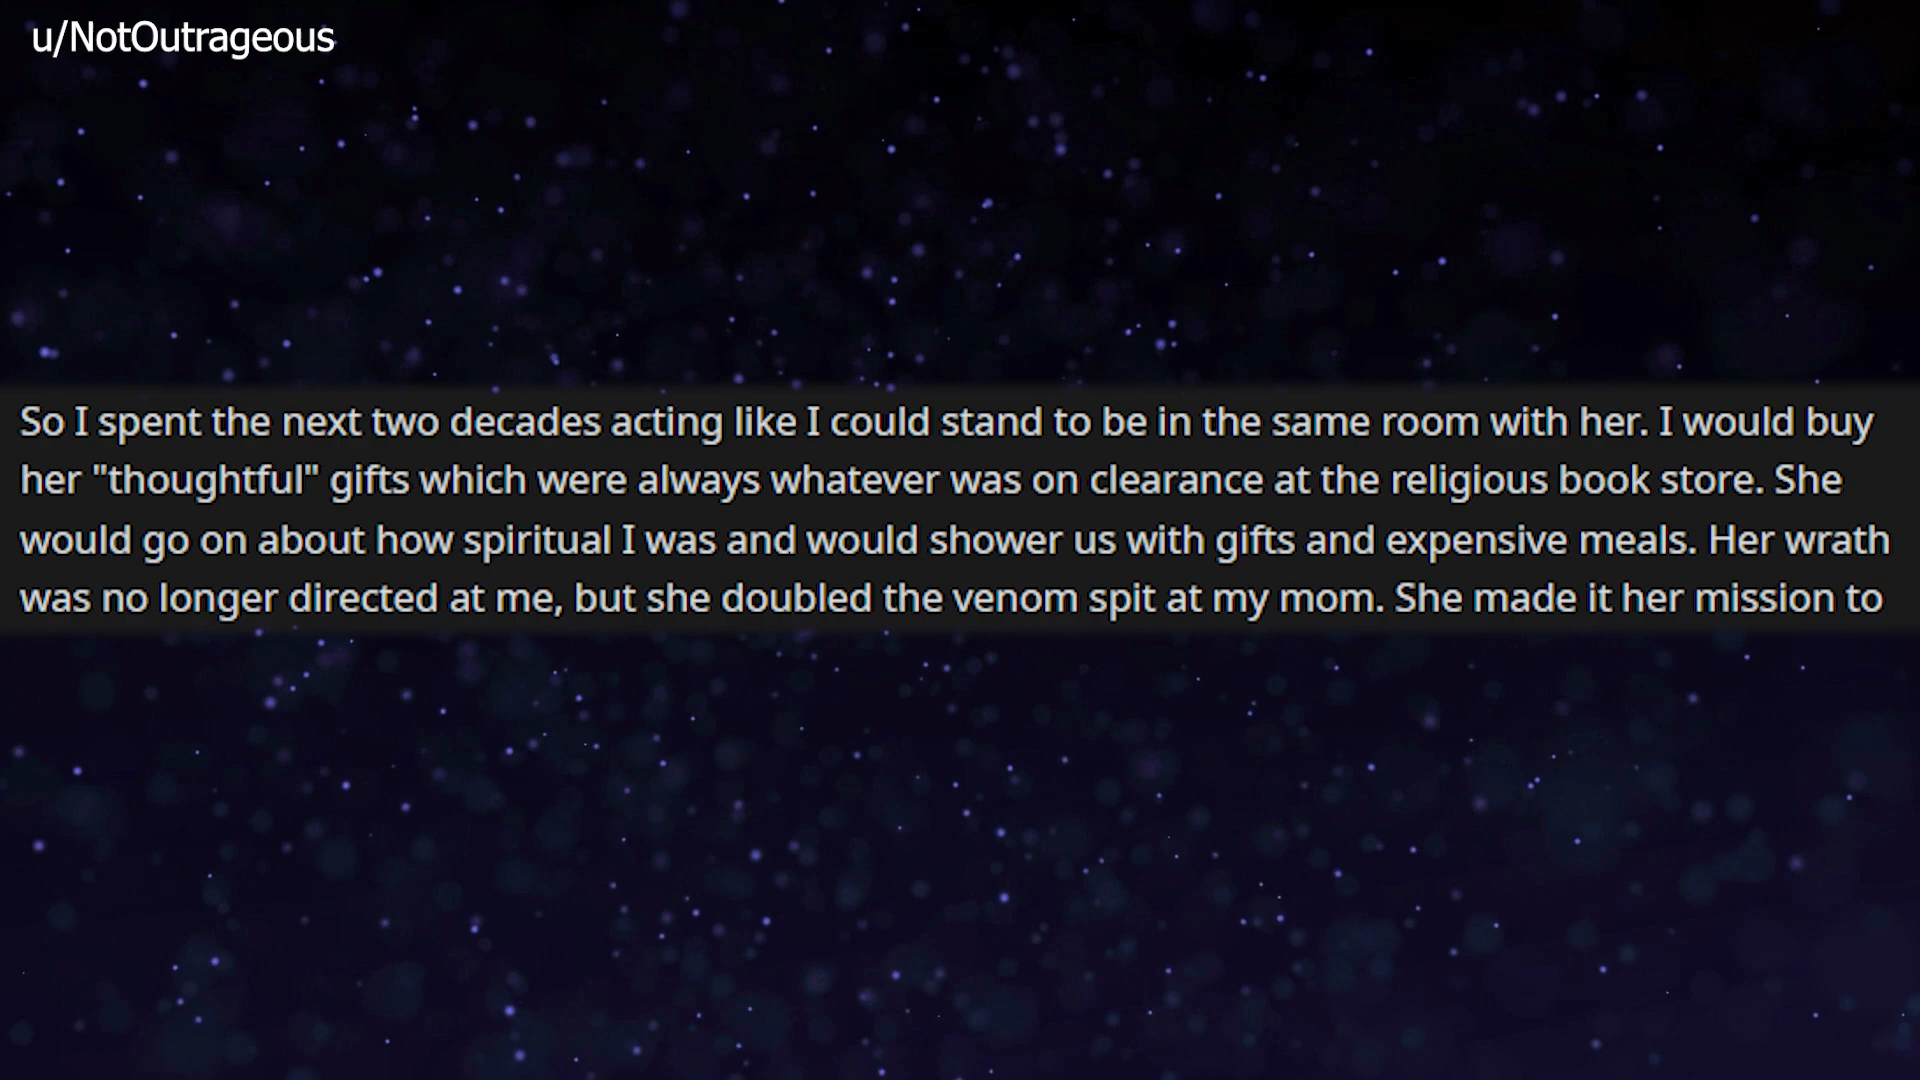 u/NotOutrageous
So I spent the next two decades acting like I could stand to be in the same room with her. I would buy
her "thoughtful" gifts which were always whatever was on clearance at the religious book store. She
would go on about how spiritual I was and would shower us with gifts and expensive meals. Her wrath
was no longer directed at me, but she doubled the venom spit at my mom. She made it her mission to